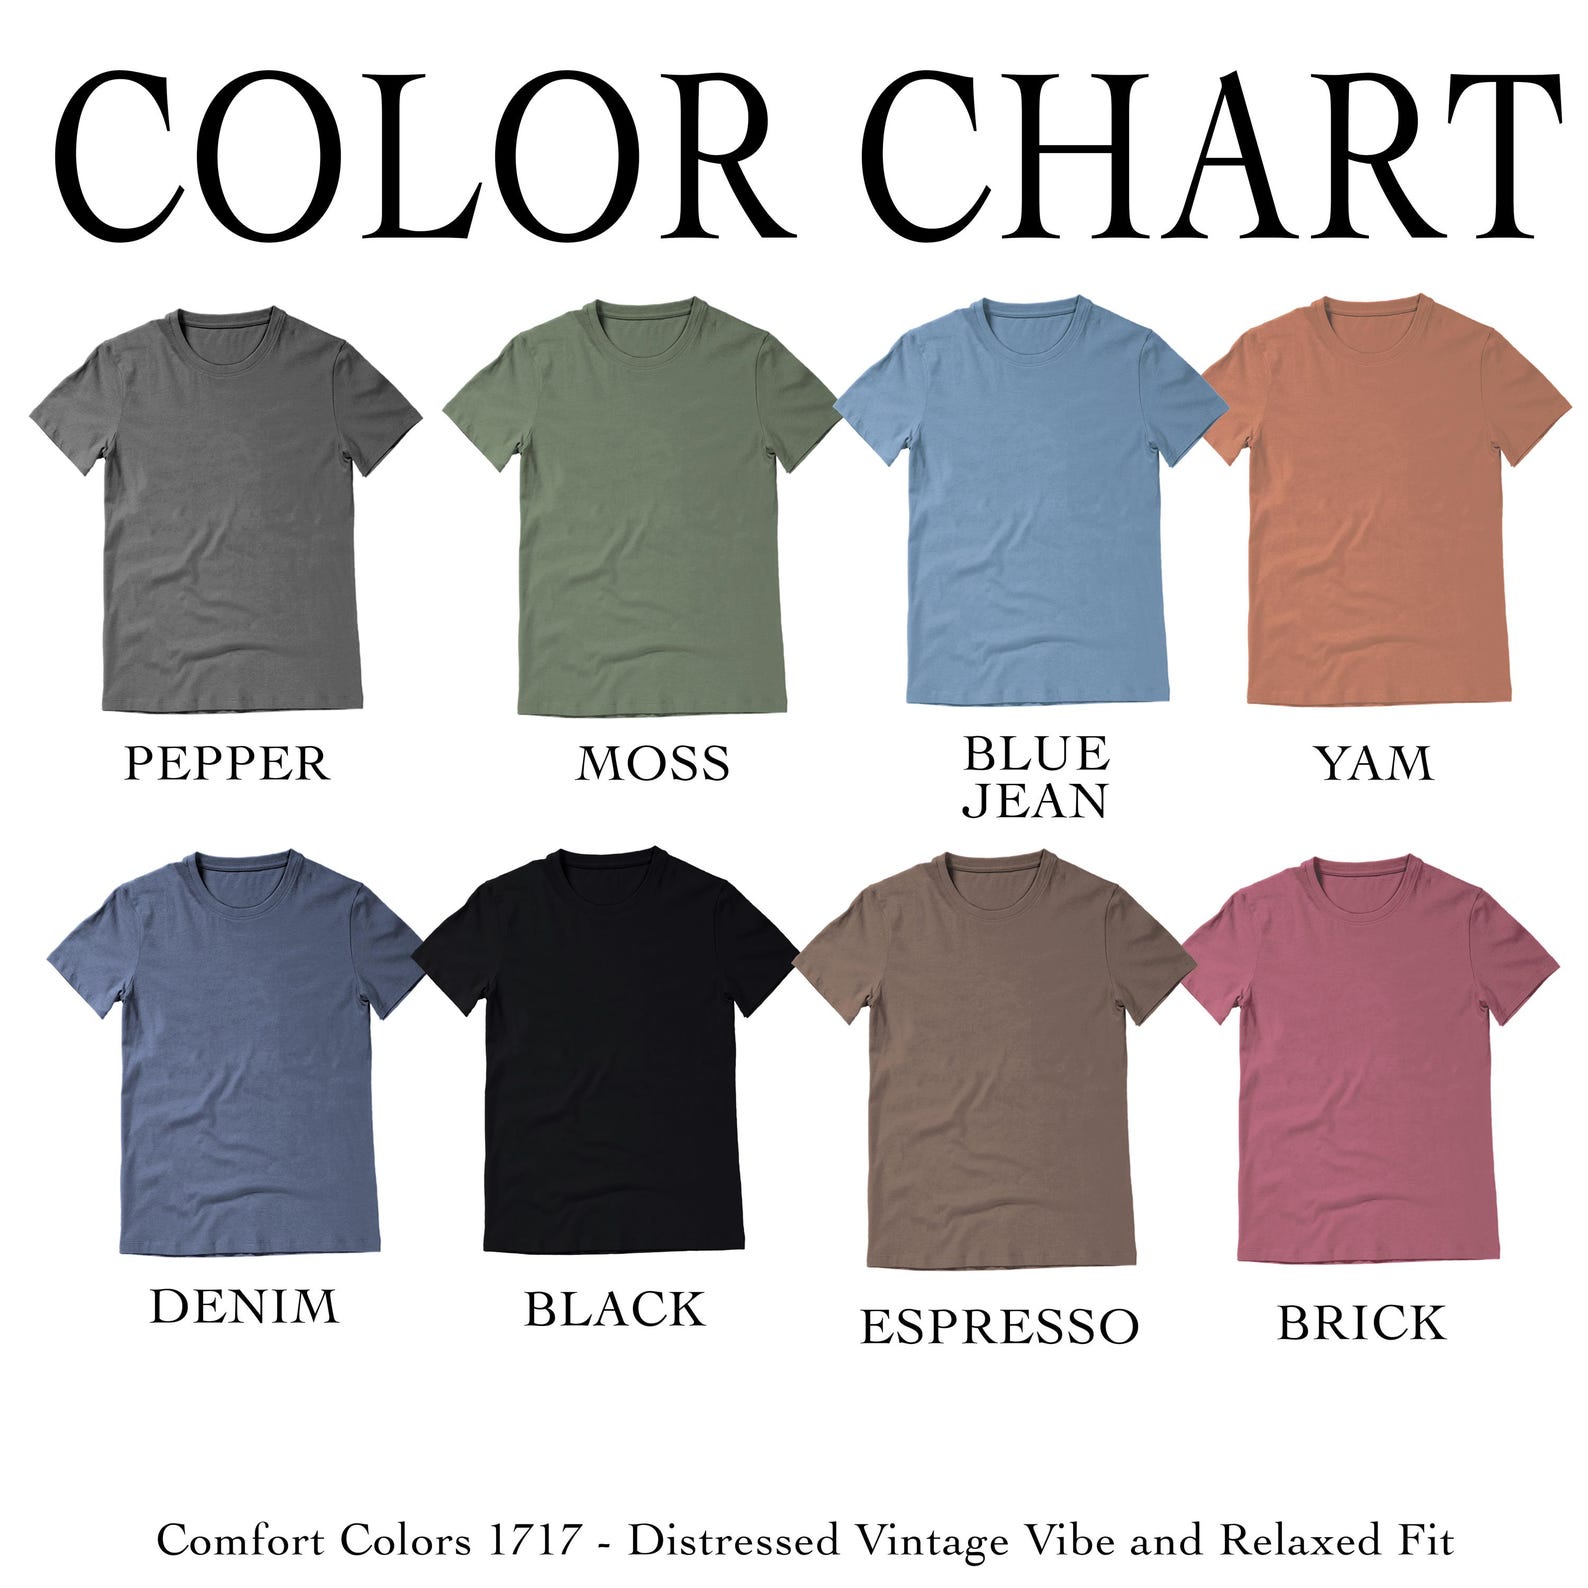 COLOR CHART
PEPPER
MOSS
BLUE
JEAN
YAM
DENIM
BLACK
ESPRESSO
BRICK
Comfort Colors 1717 - Distressed Vintage Vibe and Relaxed Fit